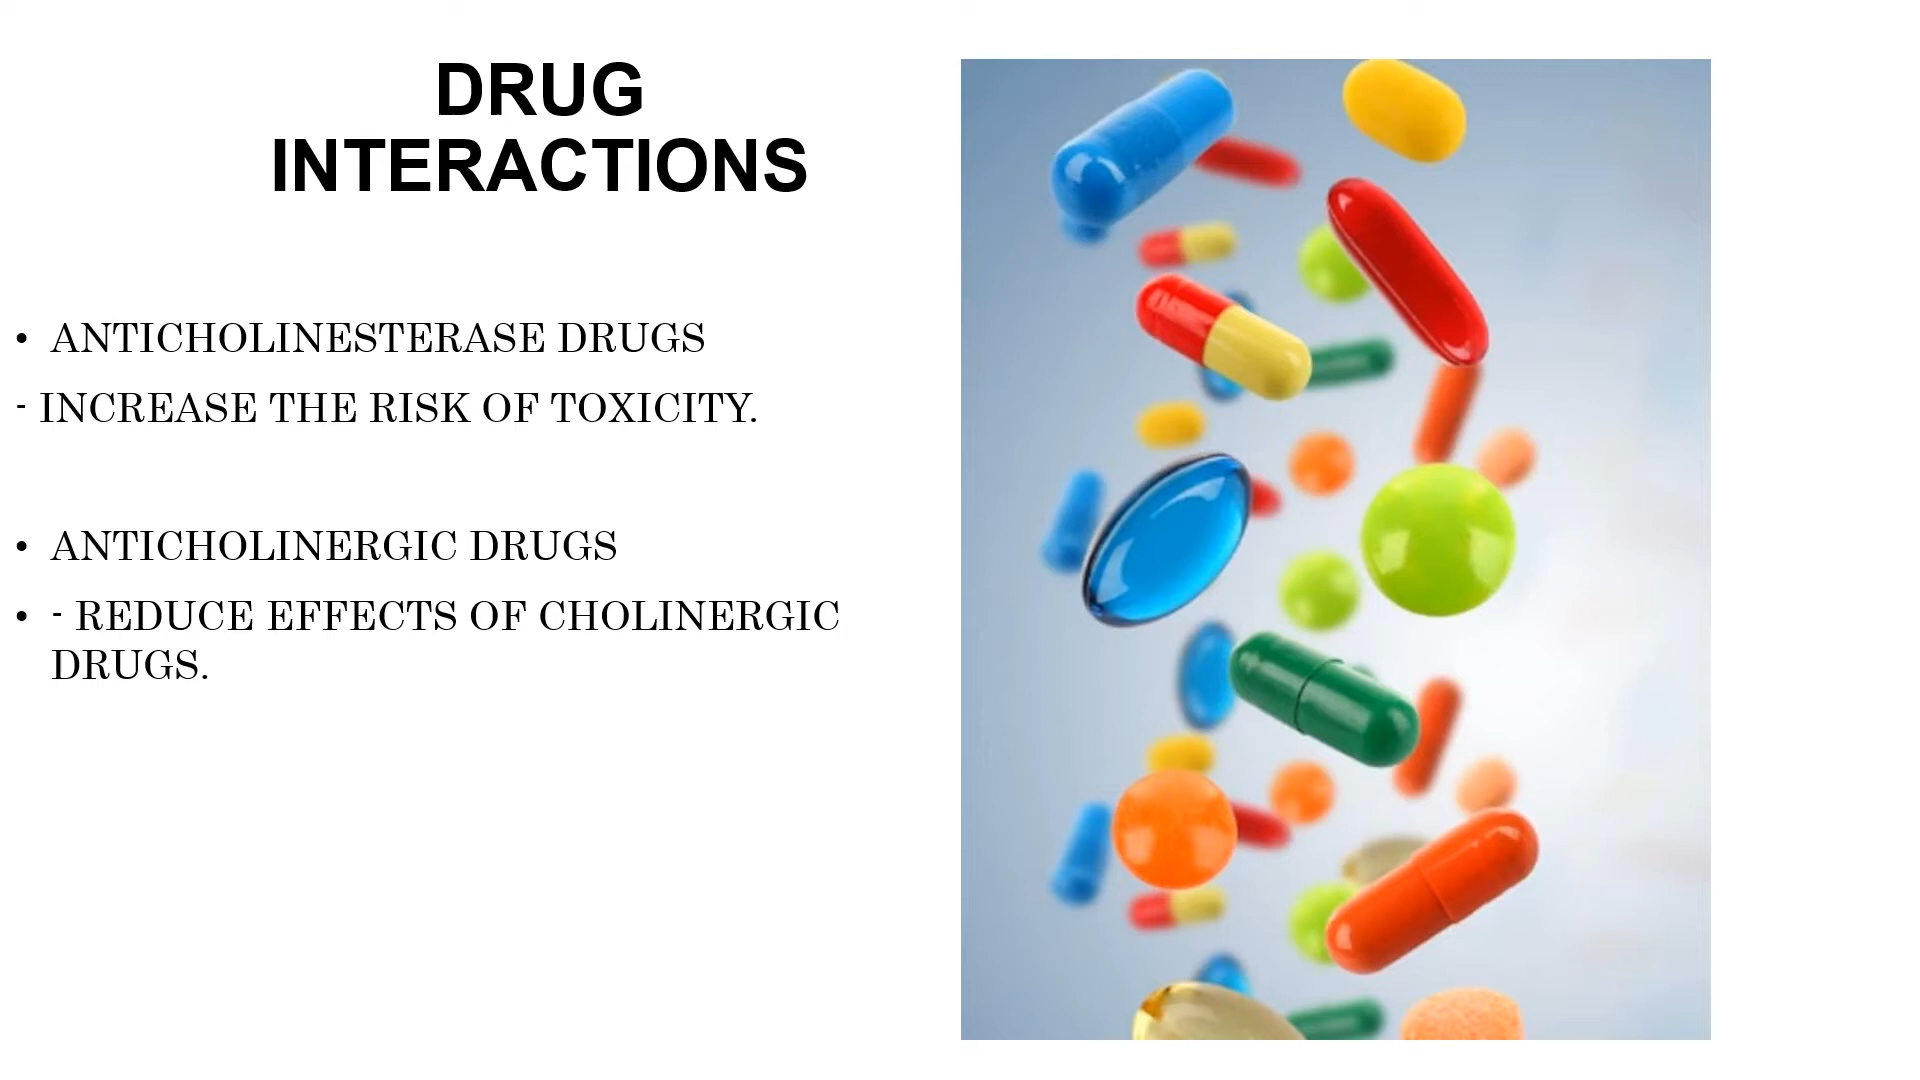 DRUG
INTERACTIONS
• ANTICHOLINESTERASE DRUGS
- INCREASE THE RISK OF TOXICITY.
• ANTICHOLINERGIC DRUGS
• - REDUCE EFFECTS OF CHOLINERGIC
DRUGS.